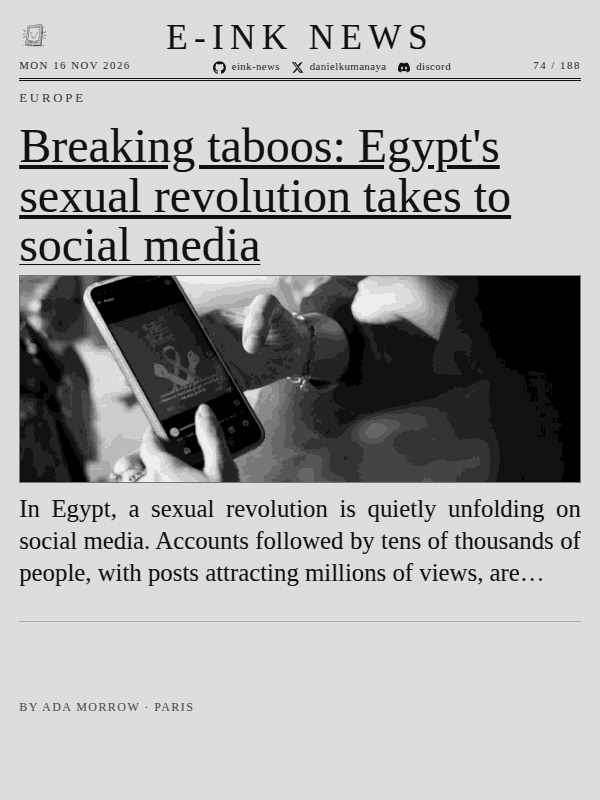 E-INK NEWS
MON 16 NOV 2026
eink-news
danielkumanaya
discord
74 / 188
EUROPE
Breaking taboos: Egypt's
sexual revolution takes to
social media
In Egypt, a sexual revolution is quietly unfolding on
social media. Accounts followed by tens of thousands of
people, with posts attracting millions of views, are…
BY ADA MORROW · PARIS